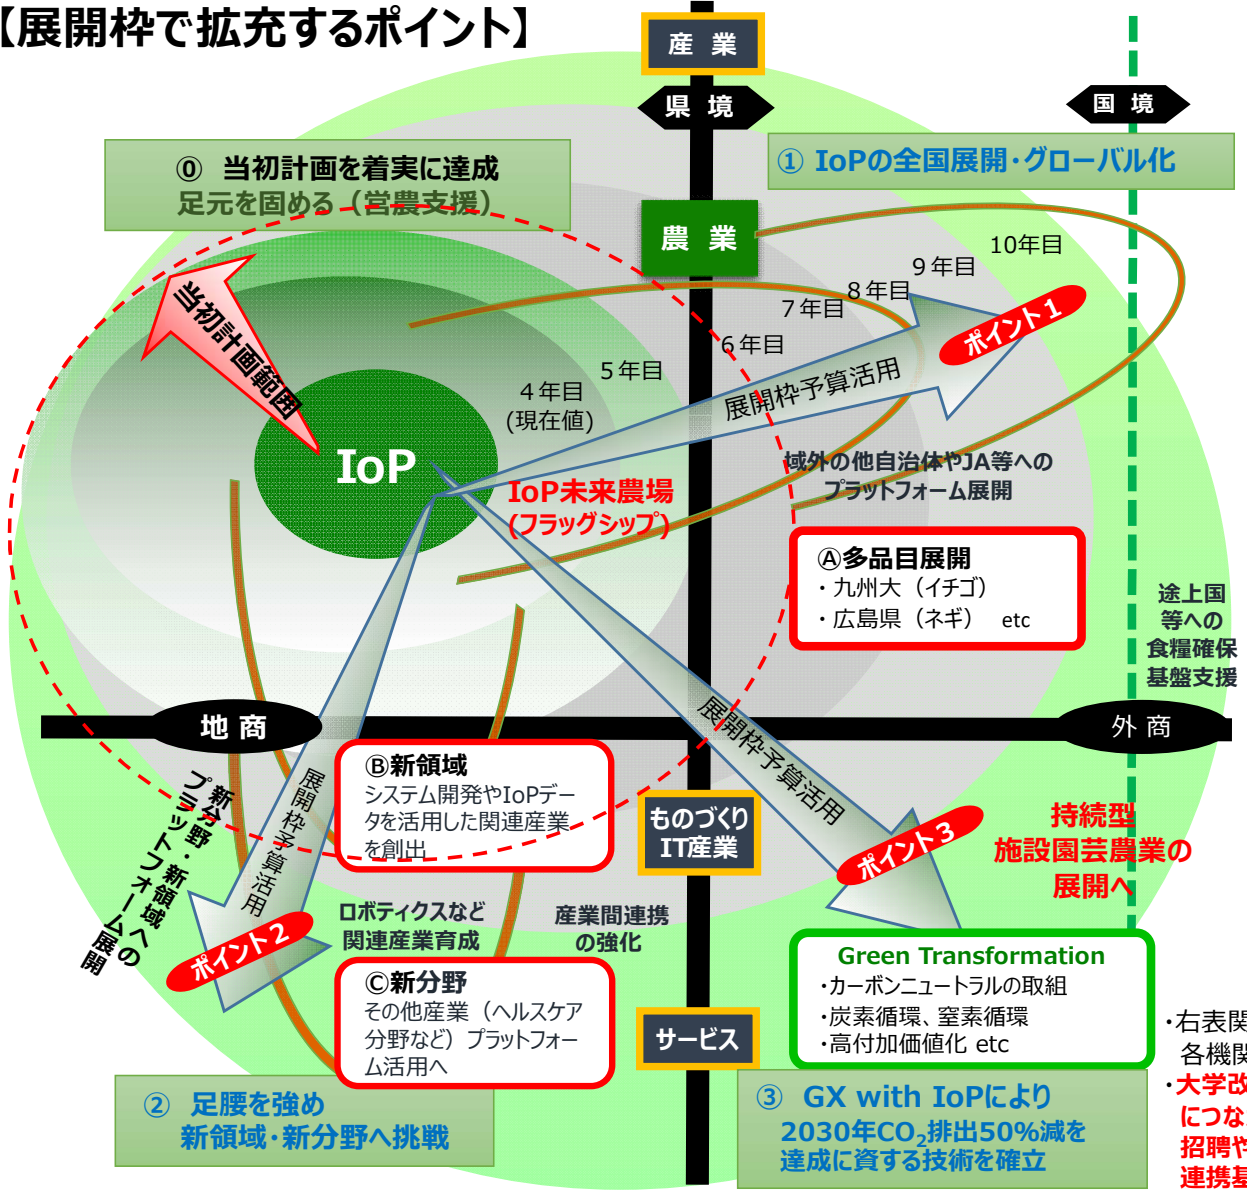 【展開枠で拡充するポイント】
産 業
県 境
国 境
⓪ 当初計画を着実に達成
足元を固める（営農支援）
① IoPの全国展開・グローバル化
農 業
10年目
9年目
8年目
7年目
6年目
5年目
4年目
(現在値)
当初計画範囲
ポイント1
展開枠予算活用
IoP
IoP未来農場
(フラッグシップ)
域外の他自治体やJA等への
プラットフォーム展開
Ⓐ多品目展開
・九州大（イチゴ）
・広島県（ネギ） etc
途上国
等への
食糧確保
基盤支援
地 商
外 商
展開枠予算活用
展開枠予算活用
新分野・新領域への
プラットフォーム展開
Ⓑ新領域
システム開発やIoPデー
タを活用した関連産業
を創出
ものづくり
IT産業
ポイント3
持続型
施設園芸農業の
展開へ
ポイント2
ロボティクスなど
関連産業育成
産業間連携
の強化
Ⓒ新分野
その他産業（ヘルスケア
分野など）プラットフォー
ム活用へ
サービス
Green Transformation
・カーボンニュートラルの取組
・炭素循環、窒素循環
・高付加価値化 etc
② 足腰を強め
新領域・新分野へ挑戦
③ GX with IoPにより
2030年CO₂排出50%減を
達成に資する技術を確立
・右表関
各機関
・大学改
につな
招聘や
連携基